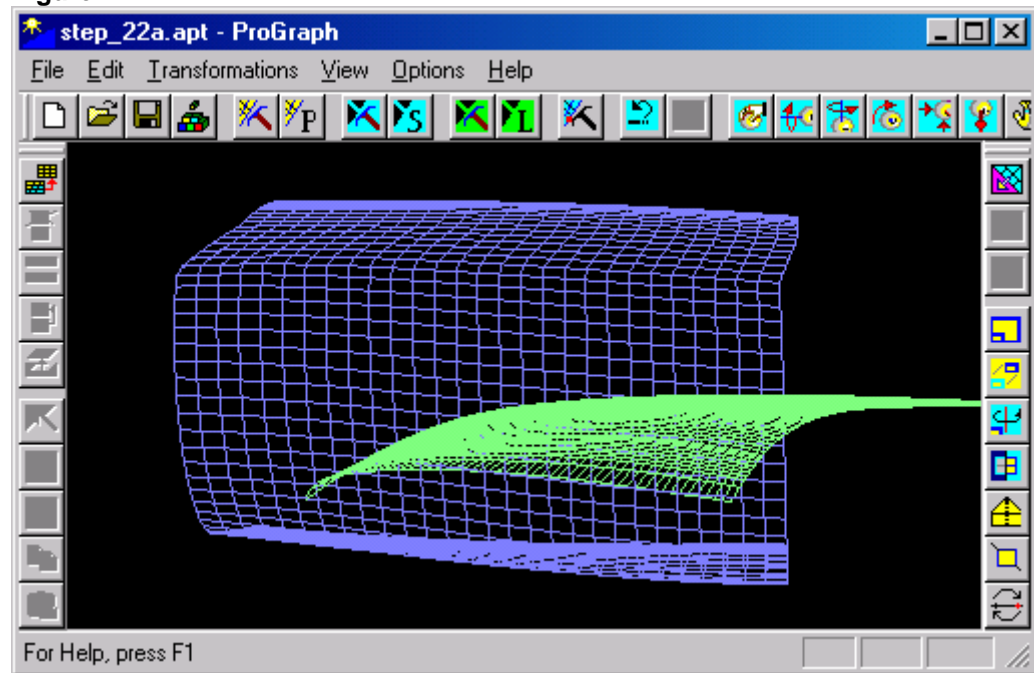 step_22a.apt - ProGraph
File Edit Transformations View Options Help
P S L
For Help, press F1